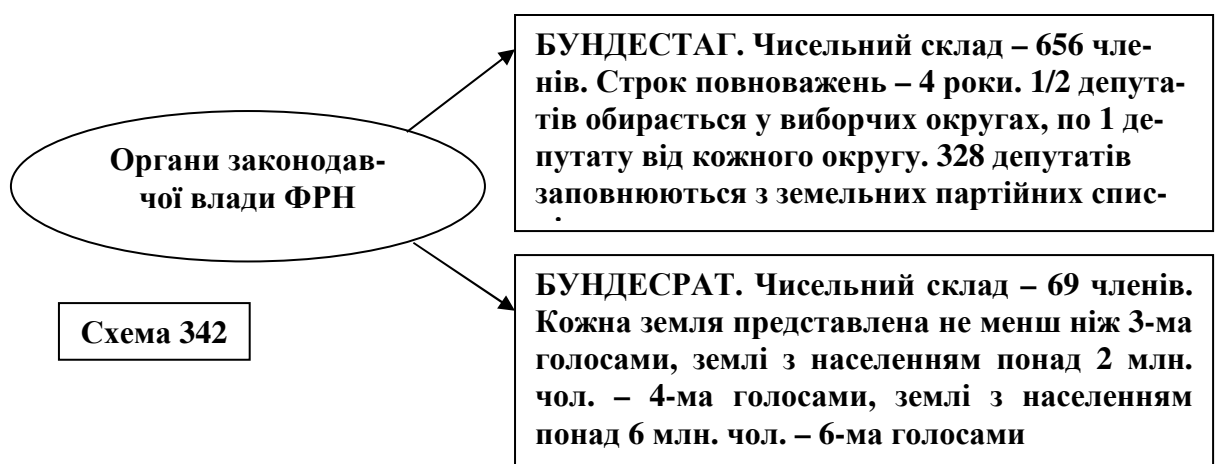 БУНДЕСТАГ. Чисельний склад – 656 чле-
нів. Строк повноважень – 4 роки. 1/2 депута-
тів обирається у виборчих округах, по 1 де-
путату від кожного округу. 328 депутатів
заповнюються з земельних партійних спис-
Органи законодав-
чої влади ФРН
БУНДЕСРАТ. Чисельний склад – 69 членів.
Кожна земля представлена не менш ніж 3-ма
голосами, землі з населенням понад 2 млн.
чол. – 4-ма голосами, землі з населенням
понад 6 млн. чол. – 6-ма голосами
Схема 342